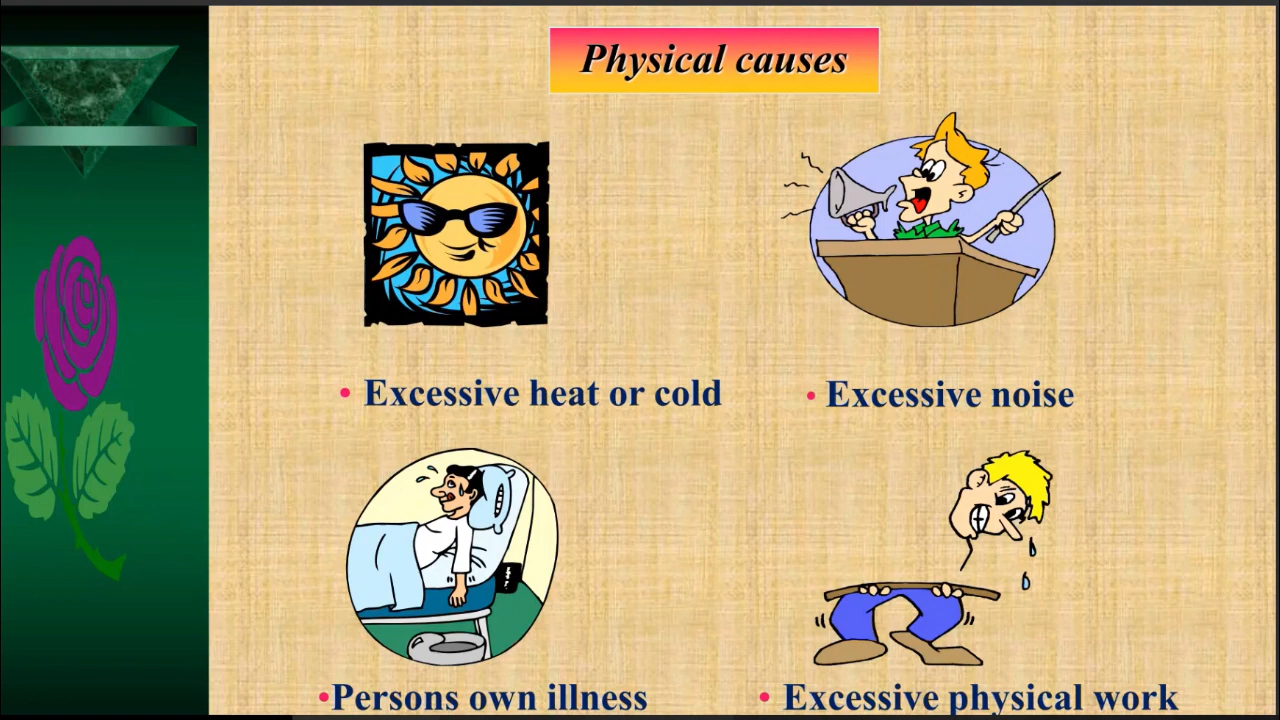 Physical causes
• Excessive heat or cold
• Excessive noise
•Persons own illness
• Excessive physical work